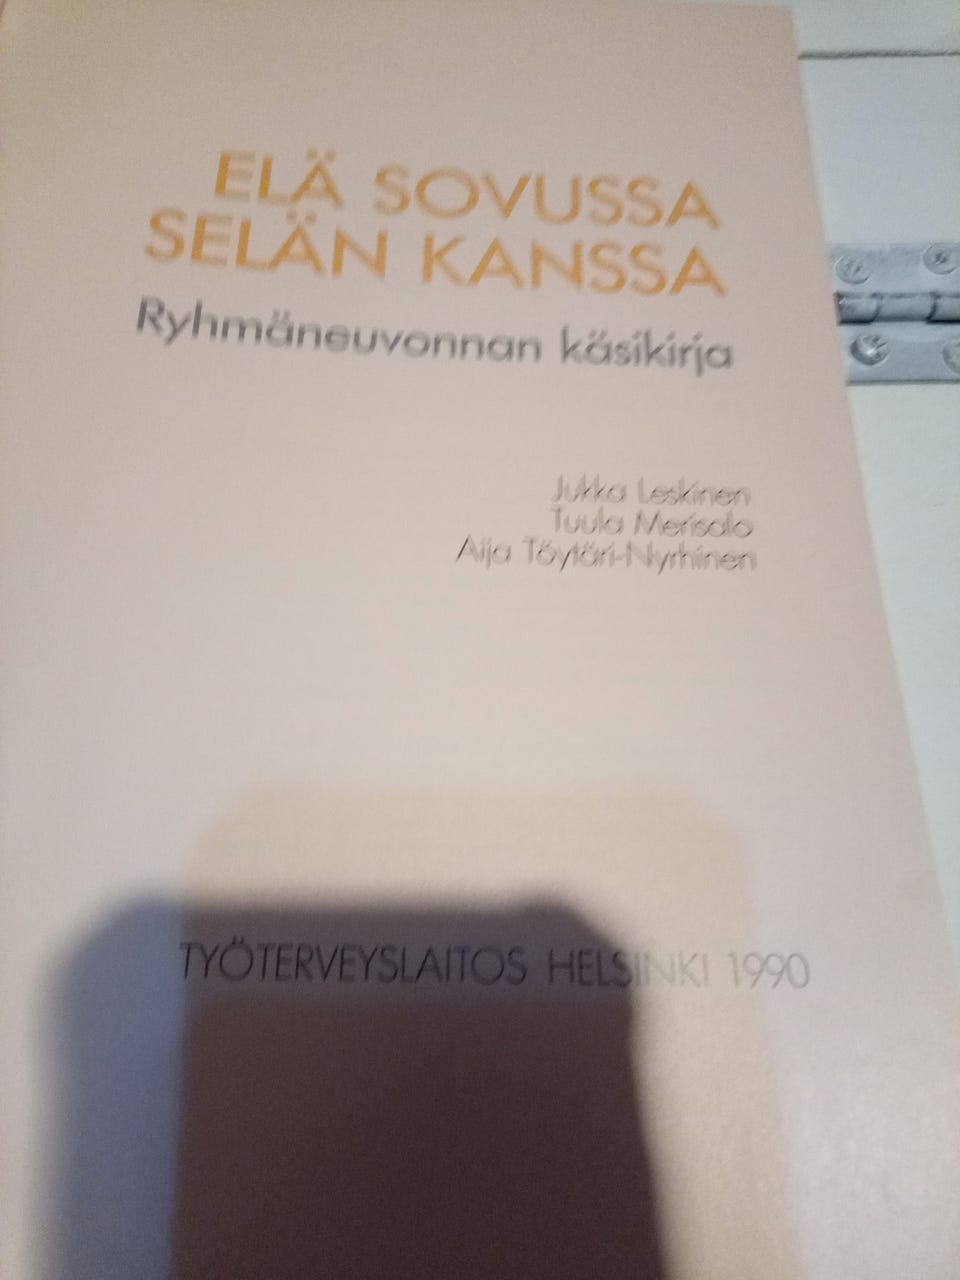 ELÄ SOVUSSA
SELÄN KANSSA
Ryhmäneuvonnan käsikirja
Jukka Leskinen
Tuula Merisalo
Aija Töytäri-Nyrhinen
TYÖTERVEYSLAITOS HELSINKI 1990